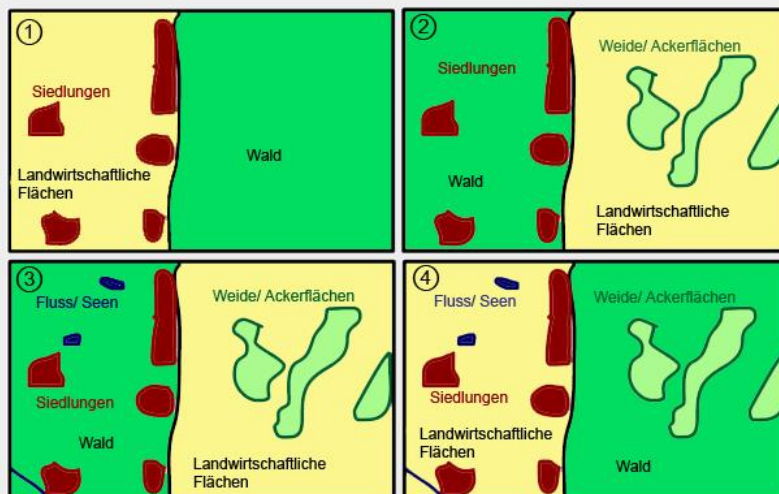 1
Siedlungen
Landwirtschaftliche
Flächen
Wald
2
Siedlungen
Wald
Weide/ Ackerflächen
Landwirtschaftliche
Flächen
3
Fluss/ Seen
Siedlungen
Wald
Weide/ Ackerflächen
Landwirtschaftliche
Flächen
4
Fluss/ Seen
Siedlungen
Landwirtschaftliche
Flächen
Weide/ Ackerflächen
Wald